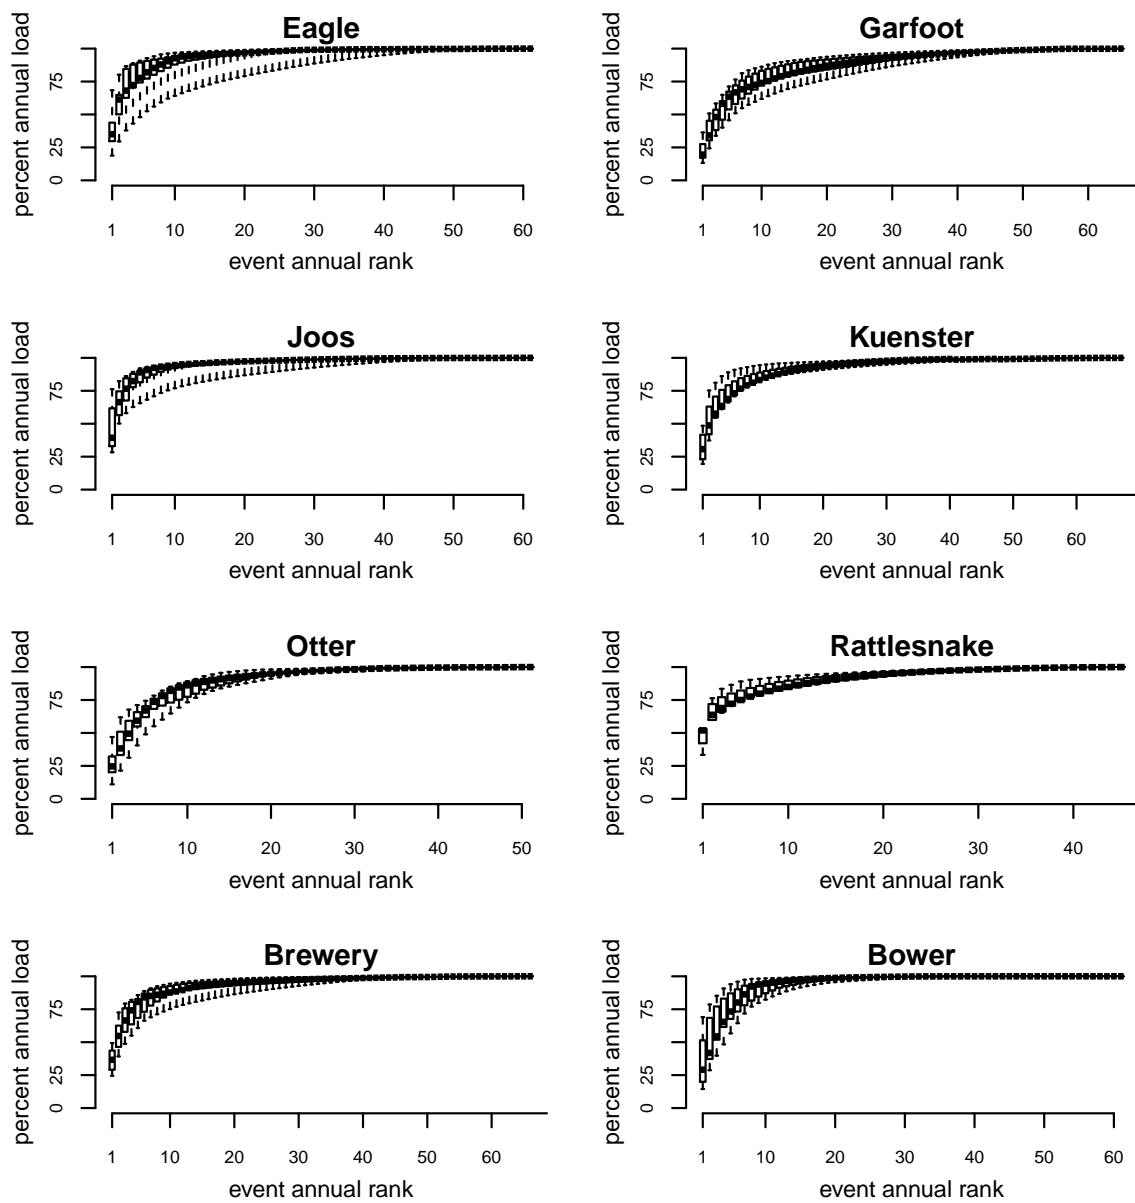 Eagle
percent annual load
0 25 75
1 10 20 30 40 50 60
event annual rank
Garfoot
percent annual load
0 25 75
1 10 20 30 40 50 60
event annual rank
Joos
percent annual load
0 25 75
1 10 20 30 40 50 60
event annual rank
Kuenster
percent annual load
0 25 75
1 10 20 30 40 50 60
event annual rank
Otter
percent annual load
0 25 75
1 10 20 30 40 50
event annual rank
Rattlesnake
percent annual load
0 25 75
1 10 20 30 40
event annual rank
Brewery
percent annual load
0 25 75
1 10 20 30 40 50 60
event annual rank
Bower
percent annual load
0 25 75
1 10 20 30 40 50 60
event annual rank